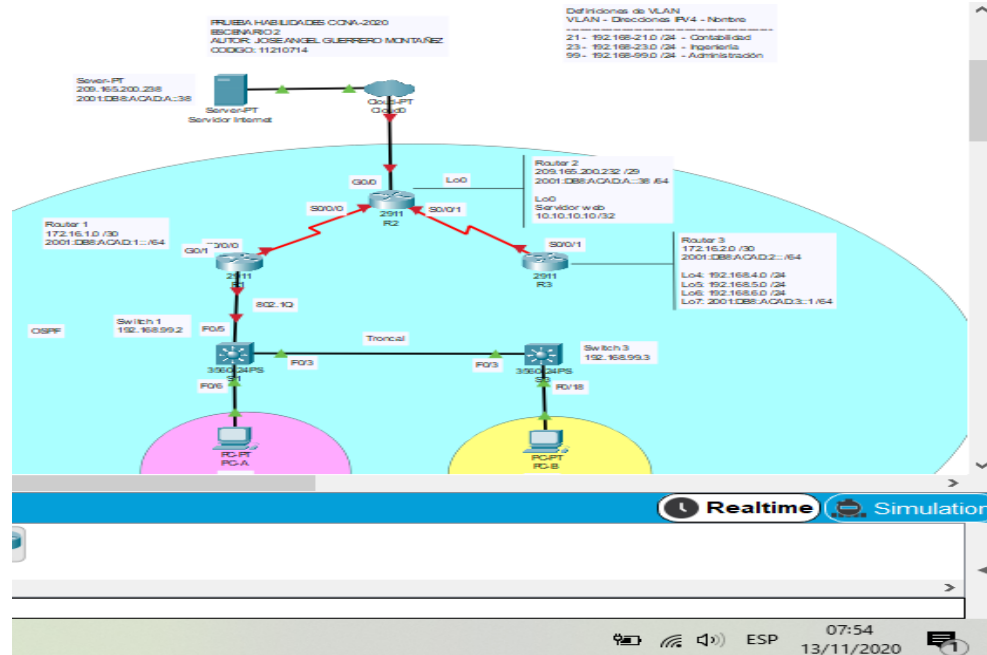 PRUEBA HABILIDADES CCNA-2020
ESCENARIO 2
AUTOR: JOSE ANGEL GUERRERO MONTAÑEZ
CODIGO: 11210714
Definiciones de VLAN
VLAN - Direcciones IPV4 - Nombre
21 - 192.168-21.0 /24 - Contabilidad
23 - 192.168-23.0 /24 - Ingeniería
99 - 192.168-99.0 /24 - Administración
Server-PT
209.165.200.238
2001:DB8:ACAD:A::38
Server-PT
Servidor Internet
Cloud-PT
Cloud0
G0/0
Lo0
Router 2
209.165.200.232 /29
2001:DB8:ACAD:A::38 /64
Lo0
Servidor web
10.10.10.10 /32
S0/0/0
S0/0/1
2911
R2
Router 1
172.16.1.0 /30
2001:DB8:ACAD:1:: /64
S0/0/0
G0/1
2911
R1
S0/0/1
2911
R3
Router 3
172.16.2.0 /30
2001:DB8:ACAD:2:: /64
Lo4: 192.168.4.0 /24
Lo5: 192.168.5.0 /24
Lo6: 192.168.6.0 /24
Lo7: 2001:DB8:ACAD:3::1 /64
802.1Q
OSPF
Switch 1
192.168.99.2
F0/5
Troncal
Switch 3
192.168.99.3
F0/3
F0/3
3560-24PS
S1
3560-24PS
S3
F0/6
F0/18
PC-PT
PC-A
PC-PT
PC-B
Realtime
Simulation
ESP
07:54
13/11/2020
1